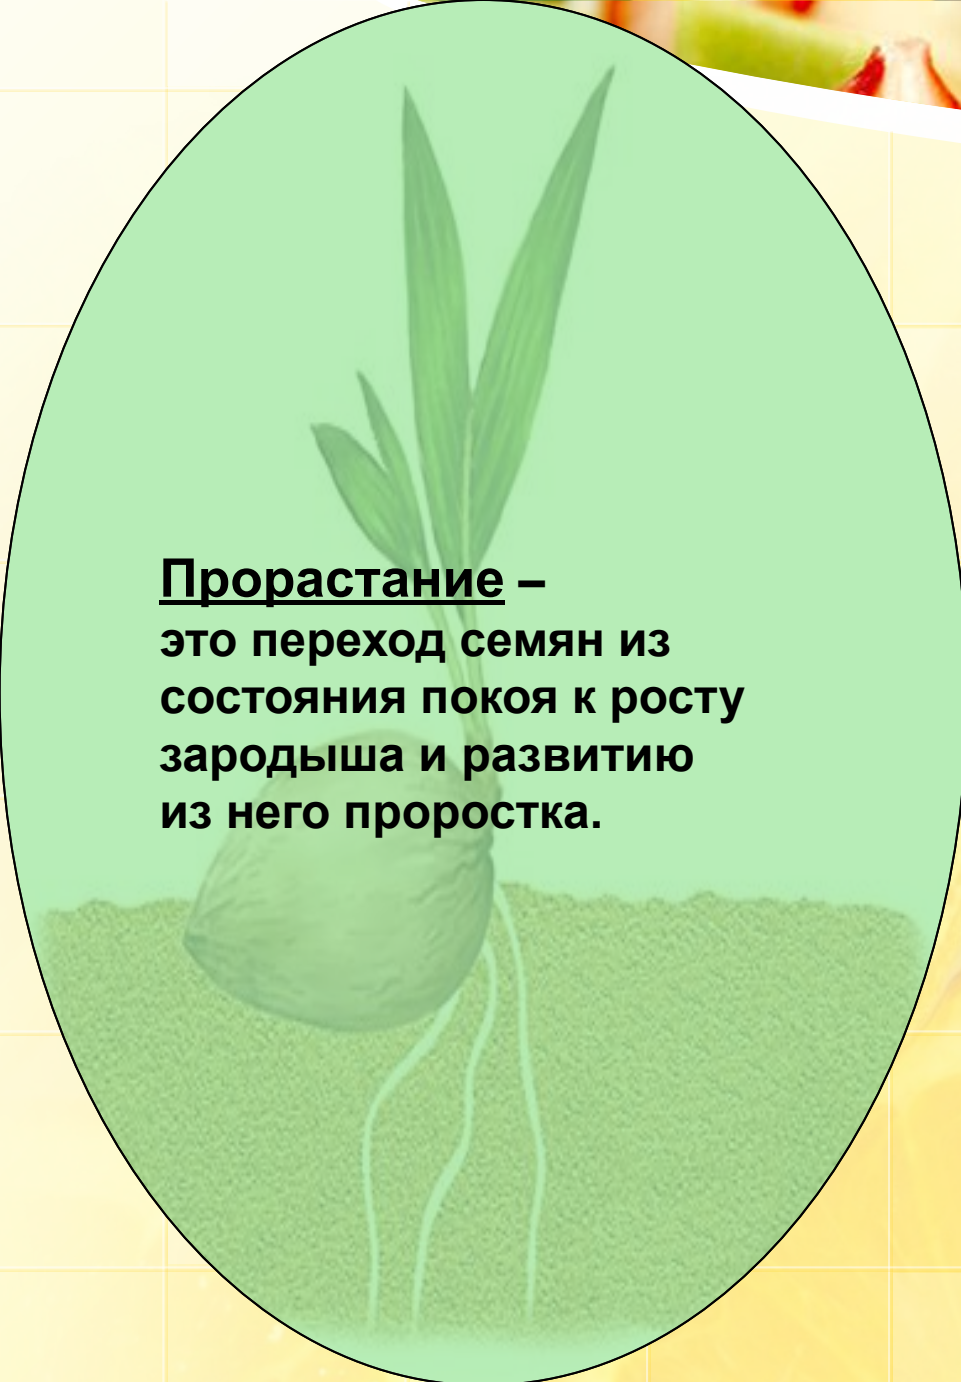 Прорастание –
это переход семян из
состояния покоя к росту
зародыша и развитию
из него проростка.